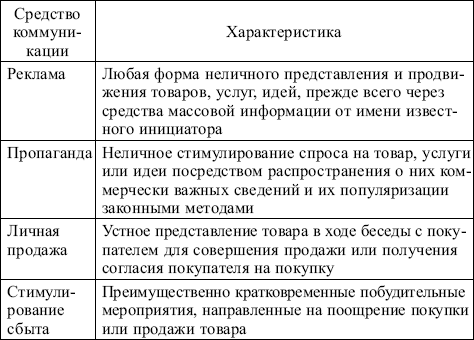 Средство
коммуни-
кации
Характеристика
Реклама
Любая форма неличного представления и продви-
жения товаров, услуг, идей, прежде всего через
средства массовой информации от имени извест-
ного инициатора
Пропаганда
Неличное стимулирование спроса на товар, услуги
или идеи посредством распространения о них ком-
мерчески важных сведений и их популяризации
законными методами
Личная
продажа
Устное представление товара в ходе беседы с поку-
пателем для совершения продажи или получения
согласия покупателя на покупку
Стимули-
рование
сбыта
Преимущественно кратковременные побудительные
мероприятия, направленные на поощрение покупки
или продажи товара